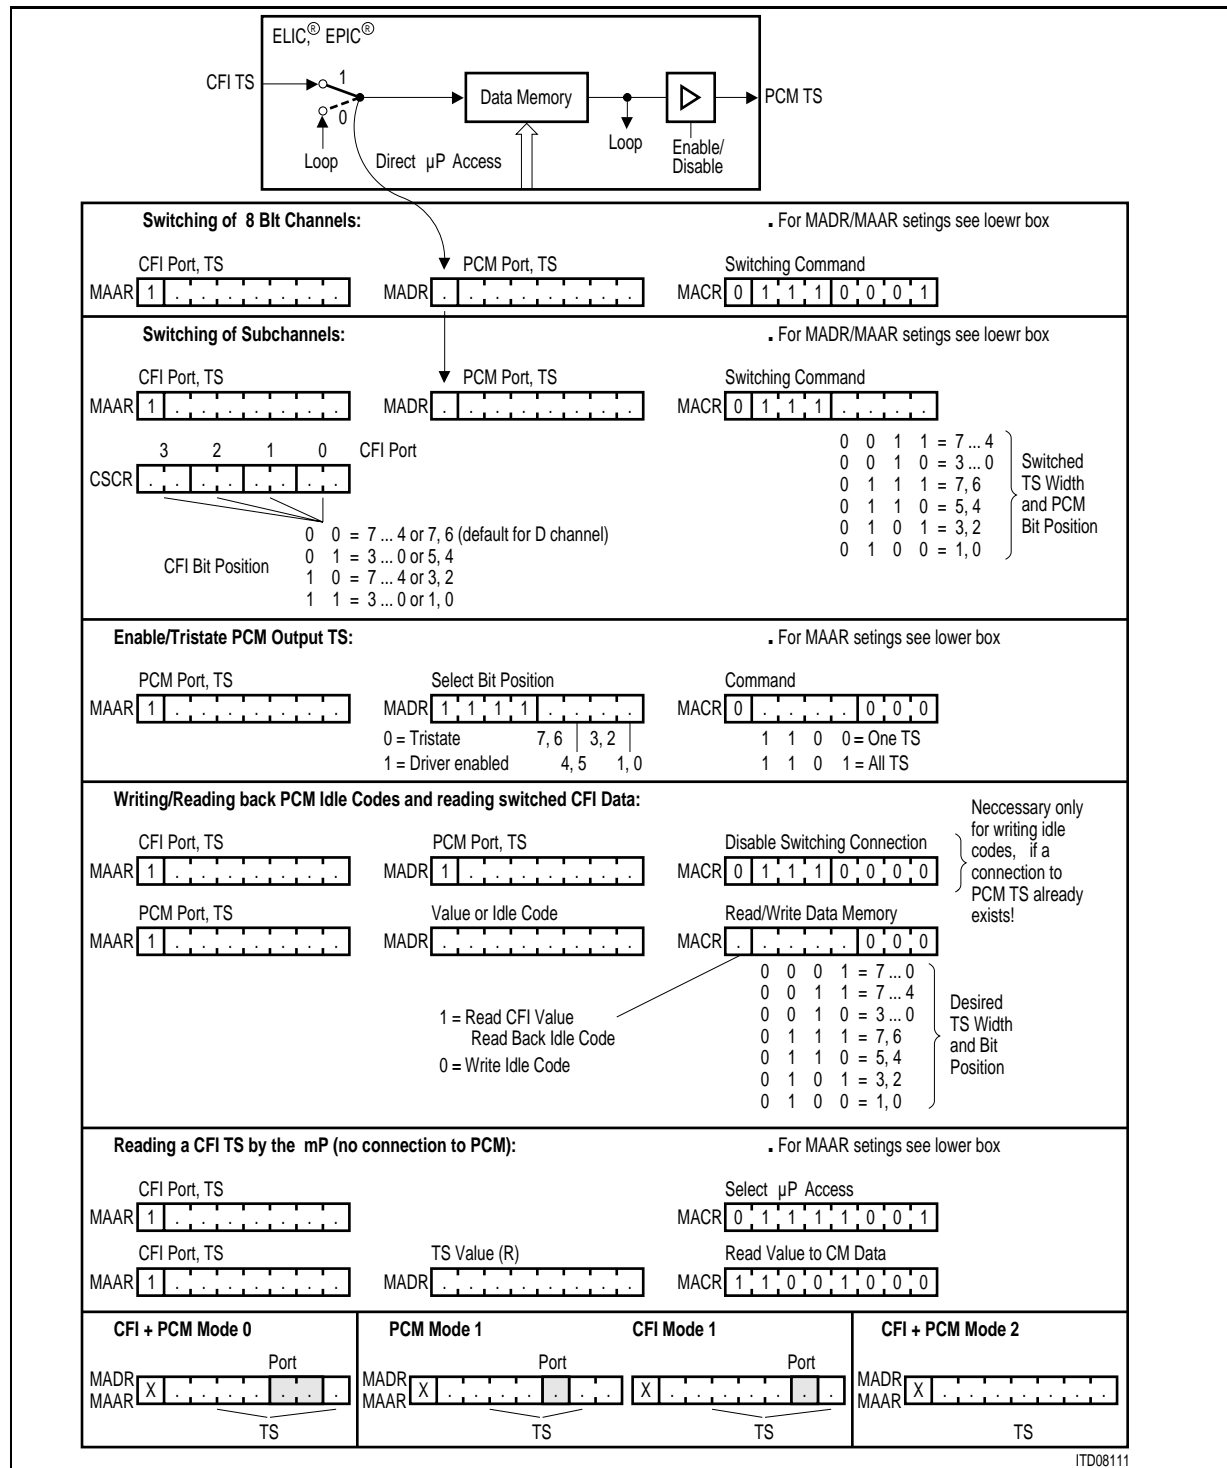 ELIC,® EPIC®
CFI TS
1
0
Data Memory
PCM TS
Loop
Direct µP Access
Loop
Enable/
Disable
Switching of 8 BIt Channels:
. For MADR/MAAR setings see loewr box
CFI Port, TS
PCM Port, TS
Switching Command
MAAR 1 . . . . . . . . .
MADR . . . . . . . . . .
MACR 0 1 1 1 0 0 0 1
Switching of Subchannels:
. For MADR/MAAR setings see loewr box
CFI Port, TS
PCM Port, TS
Switching Command
MAAR 1 . . . . . . . . .
MADR . . . . . . . . . .
MACR 0 1 1 1 . . . .
3 2 1 0 CFI Port
CSCR . . . . . . . .
0 0 = 7 ... 4 or 7, 6 (default for D channel)
0 1 = 3 ... 0 or 5, 4
CFI Bit Position
1 0 = 7 ... 4 or 3, 2
1 1 = 3 ... 0 or 1, 0
0 0 1 1 = 7 ... 4
0 0 1 0 = 3 ... 0
0 1 1 1 = 7, 6
0 1 1 0 = 5, 4
0 1 0 1 = 3, 2
0 1 0 0 = 1, 0
Switched
TS Width
and PCM
Bit Position
Enable/Tristate PCM Output TS:
. For MAAR setings see lower box
PCM Port, TS
Select Bit Position
Command
MAAR 1 . . . . . . . . .
MADR 1 1 1 1 . . . .
MACR 0 . . . . 0 0 0
0 = Tristate 7, 6 3, 2
1 = Driver enabled 4, 5 1, 0
1 1 0 0 = One TS
1 1 0 1 = All TS
Writing/Reading back PCM Idle Codes and reading switched CFI Data:
CFI Port, TS
PCM Port, TS
Disable Switching Connection
MAAR 1 . . . . . . . . .
MADR 1 . . . . . . . . .
MACR 0 1 1 1 0 0 0 0
Neccessary only
for writing idle
codes, if a
connection to
PCM TS already
exists!
PCM Port, TS
Value or Idle Code
Read/Write Data Memory
MAAR 1 . . . . . . . . .
MADR . . . . . . . . . .
MACR . . . . . 0 0 0
1 = Read CFI Value
Read Back Idle Code
0 = Write Idle Code
0 0 0 1 = 7 ... 0
0 0 1 1 = 7 ... 4
0 0 1 0 = 3 ... 0
0 1 1 1 = 7, 6
0 1 1 0 = 5, 4
0 1 0 1 = 3, 2
0 1 0 0 = 1, 0
Desired
TS Width
and Bit
Position
Reading a CFI TS by the mP (no connection to PCM):
. For MAAR setings see lower box
CFI Port, TS
Select µP Access
MAAR 1 . . . . . . . . .
MACR 0 1 1 1 1 0 0 1
CFI Port, TS
TS Value (R)
Read Value to CM Data
MAAR 1 . . . . . . . . .
MADR . . . . . . . . . .
MACR 1 1 0 0 1 0 0 0
CFI + PCM Mode 0
Port
MADR
MAAR
X . . . . . . . .
TS
PCM Mode 1
Port
MADR
MAAR
X . . . . . . . .
TS
CFI Mode 1
Port
X . . . . . . . .
TS
CFI + PCM Mode 2
MADR
MAAR
X . . . . . . . .
TS
ITD08111